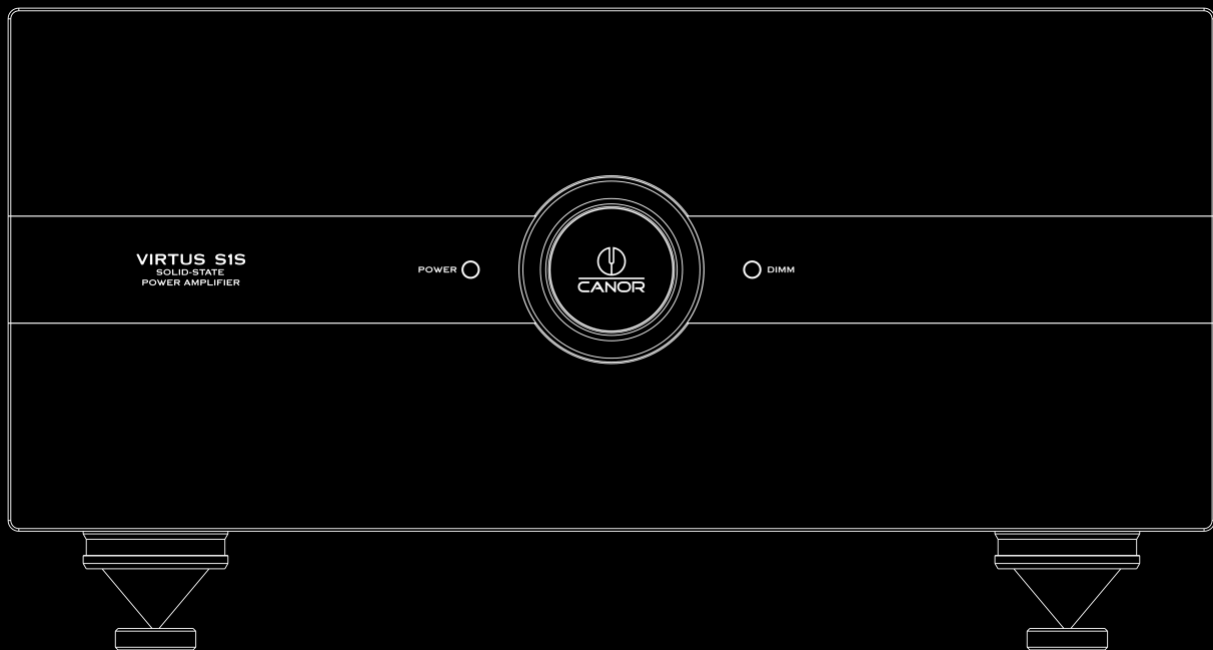 VIRTUS S1S
SOLID-STATE
POWER AMPLIFIER
POWER
CANOR
DIMM